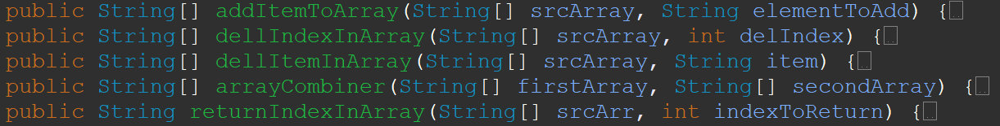 public String[] addItemToArray(String[] srcArray, String elementToAdd) {..
public String[] dellIndexInArray(String[] srcArray, int delIndex) {..
public String[] dellItemInArray(String[] srcArray, String item) {..
public String[] arrayCombiner(String[] firstArray, String[] secondArray) {..
public String returnIndexInArray(String[] srcArr, int indexToReturn) {..